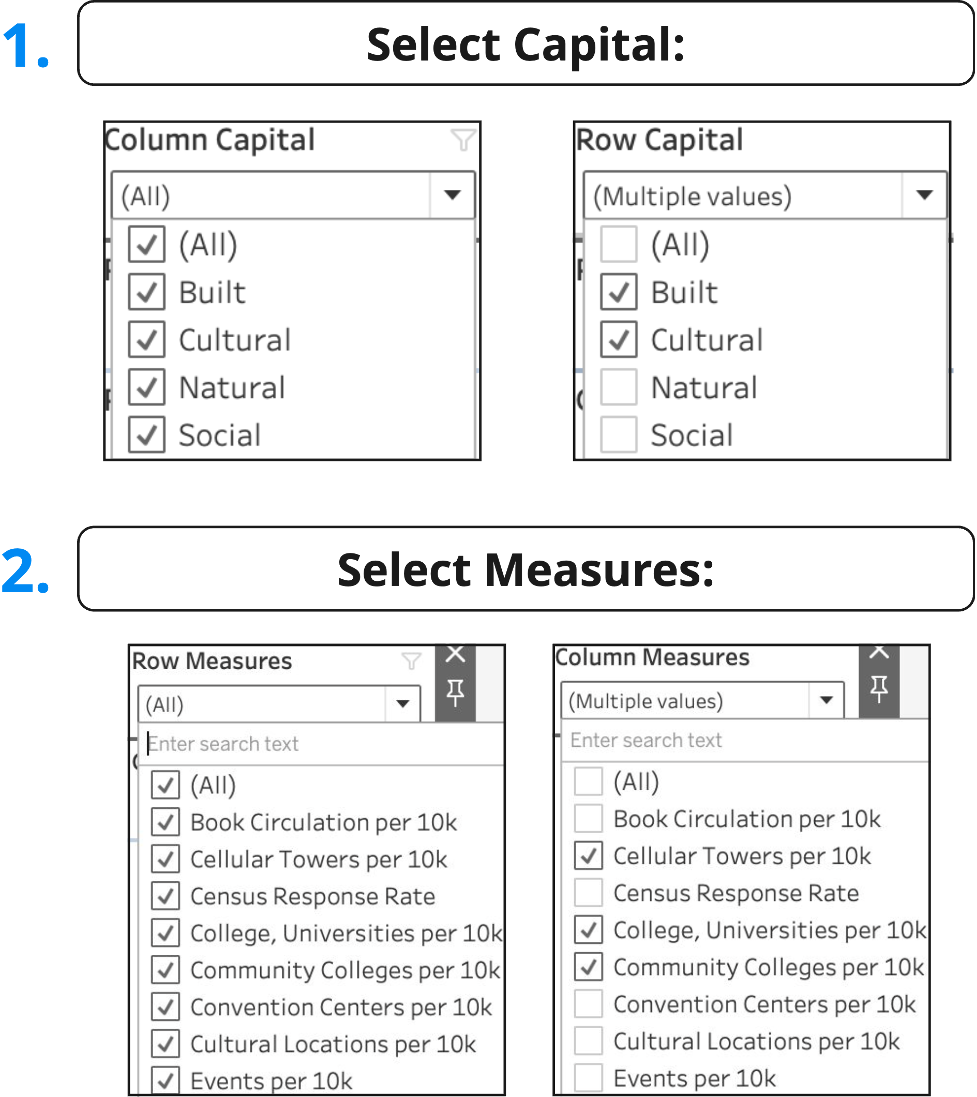 1. Select Capital:
Column Capital
(All)
(All)
Built
Cultural
Natural
Social
Row Capital
(Multiple values)
(All)
Built
Cultural
Natural
Social
2. Select Measures:
Row Measures
(All)
Enter search text
(All)
Book Circulation per 10k
Cellular Towers per 10k
Census Response Rate
College, Universities per 10k
Community Colleges per 10k
Convention Centers per 10k
Cultural Locations per 10k
Events per 10k
Column Measures
(Multiple values)
Enter search text
(All)
Book Circulation per 10k
Cellular Towers per 10k
Census Response Rate
College, Universities per 10k
Community Colleges per 10k
Convention Centers per 10k
Cultural Locations per 10k
Events per 10k